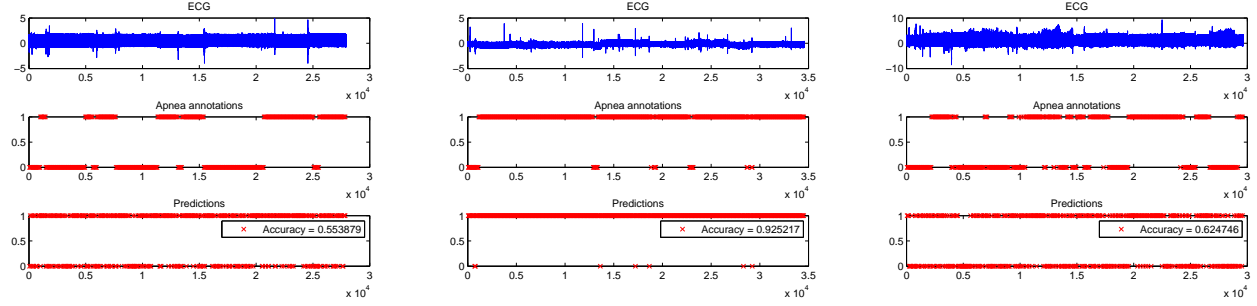 ECG
5
0
−5
0 0.5 1 1.5 2 2.5 3
x 10^4
Apnea annotations
1
0.5
0
0 0.5 1 1.5 2 2.5 3
x 10^4
Predictions
1
0.5
0
Accuracy = 0.553879
0 0.5 1 1.5 2 2.5 3
x 10^4
ECG
5
0
−5
0 0.5 1 1.5 2 2.5 3 3.5
x 10^4
Apnea annotations
1
0.5
0
0 0.5 1 1.5 2 2.5 3 3.5
x 10^4
Predictions
1
0.5
0
Accuracy = 0.925217
0 0.5 1 1.5 2 2.5 3 3.5
x 10^4
ECG
10
0
−10
0 0.5 1 1.5 2 2.5 3
x 10^4
Apnea annotations
1
0.5
0
0 0.5 1 1.5 2 2.5 3
x 10^4
Predictions
1
0.5
0
Accuracy = 0.624746
0 0.5 1 1.5 2 2.5 3
x 10^4